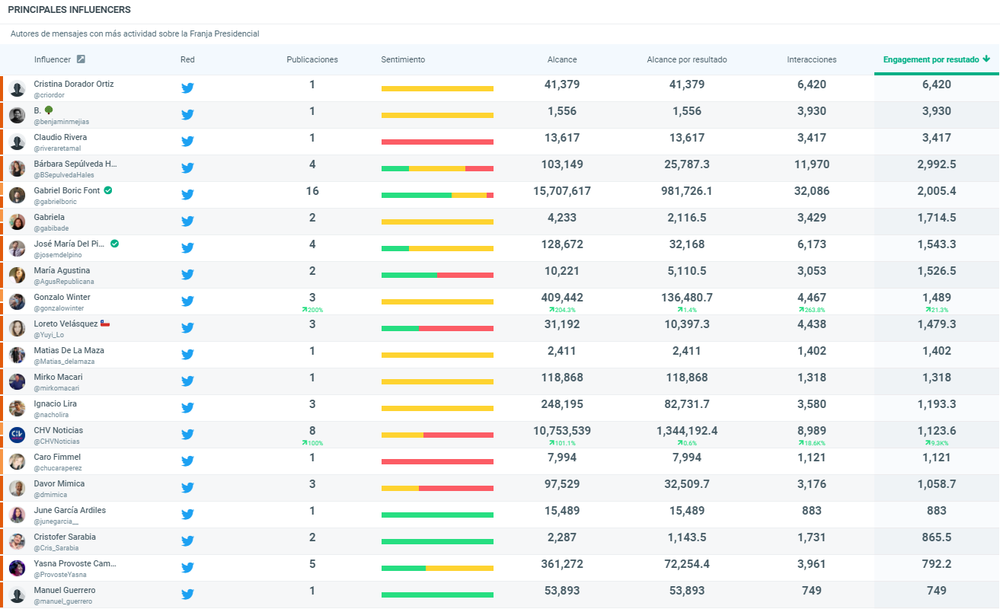 PRINCIPALES INFLUENCERS
Autores de mensajes con más actividad sobre la Franja Presidencial
Influencer Red Publicaciones Sentimiento Alcance Alcance por resultado Interacciones Engagement por resutado
Cristina Dorador Ortiz 1 41,379 41,379 6,420 6,420
@criordor
B. 1 1,556 1,556 3,930 3,930
@benjaminmejias
Claudio Rivera 1 13,617 13,617 3,417 3,417
@riveraretamal
Bárbara Sepúlveda H... 4 103,149 25,787.3 11,970 2,992.5
@BSepulvedaHales
Gabriel Boric Font 16 15,707,617 981,726.1 32,086 2,005.4
@gabrielboric
Gabriela 2 4,233 2,116.5 3,429 1,714.5
@gabibade
José María Del Pi... 4 128,672 32,168 6,173 1,543.3
@josemdelpino
María Agustina 2 10,221 5,110.5 3,053 1,526.5
@AgusRepublicana
Gonzalo Winter 3 409,442 136,480.7 4,467 1,489
@gonzalowinter 200% 204.3% 1.4% 263.8% 21.3%
Loreto Velásquez 3 31,192 10,397.3 4,438 1,479.3
@Yuyi_Lo
Matias De La Maza 1 2,411 2,411 1,402 1,402
@Matias_delamaza
Mirko Macari 1 118,868 118,868 1,318 1,318
@mirkomacari
Ignacio Lira 3 248,195 82,731.7 3,580 1,193.3
@nacholira
CHV Noticias 8 10,753,539 1,344,192.4 8,989 1,123.6
@CHVNoticias 100% 101.1% 0.6% 18.6K% 9.3K%
Caro Fimmel 1 7,994 7,994 1,121 1,121
@chucaraperez
Davor Mimica 3 97,529 32,509.7 3,176 1,058.7
@dmimica
June García Ardiles 1 15,489 15,489 883 883
@junegarcia__
Cristofer Sarabia 2 2,287 1,143.5 1,731 865.5
@Cris_Sarabia
Yasna Provoste Cam... 5 361,272 72,254.4 3,961 792.2
@ProvosteYasna
Manuel Guerrero 1 53,893 53,893 749 749
@manuel_guerrero